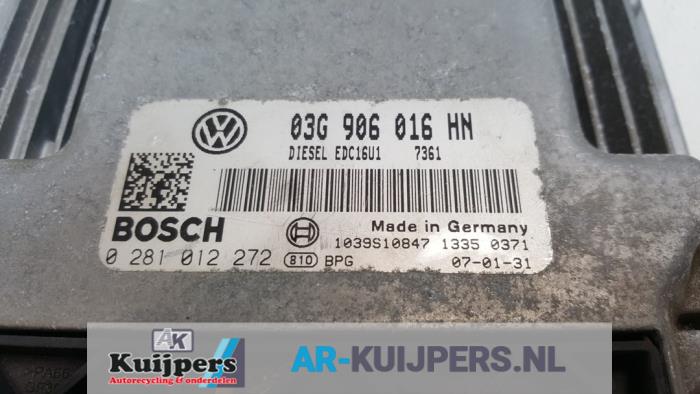 VW
03G 906 016 HN
DIESEL EDC16U1 7361
BOSCH
Made in Germany
1039S10847 1335 0371
0 281 012 272 810 BPG 07-01-31
AK
Kuijpers
Autorecycling & onderdelen
AR-KUIJPERS.NL